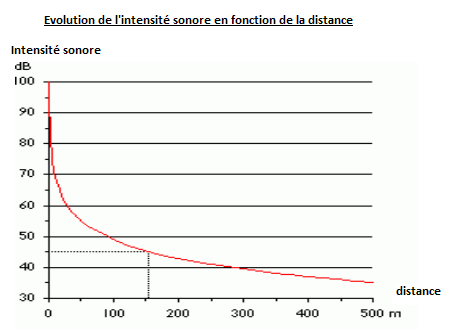 Evolution de l'intensité sonore en fonction de la distance
Intensité sonore
dB
100
90
80
70
60
50
40
30
0 100 200 300 400 500 m
distance